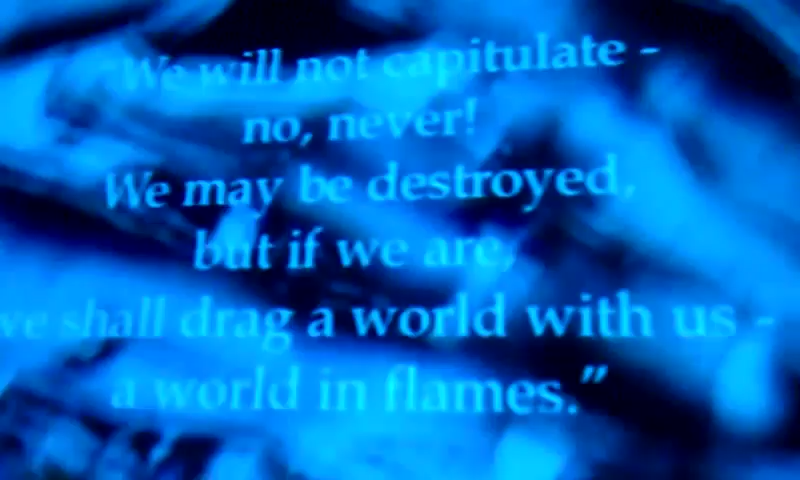 "We will not capitulate -
no, never!
We may be destroyed,
but if we are,
we shall drag a world with us -
a world in flames."